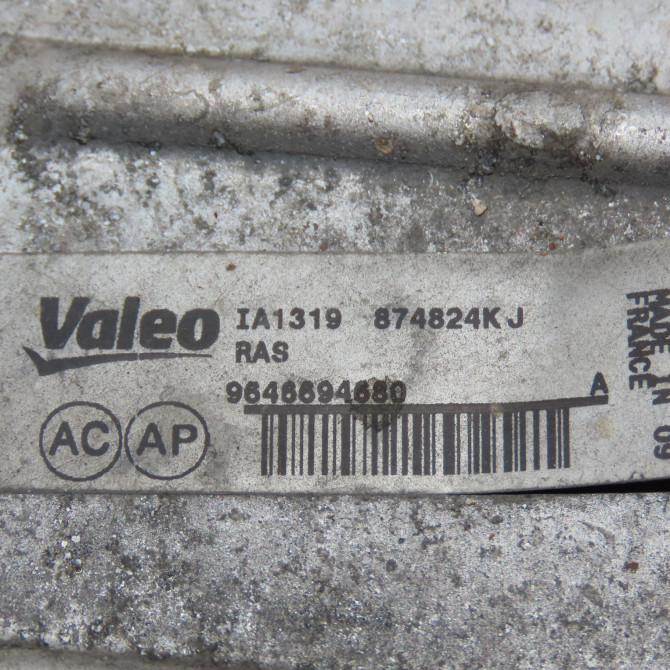 Valeo
IA1319 874824KJ
RAS
9646694680 A
AC AP
MADE IN 09
FRANCE